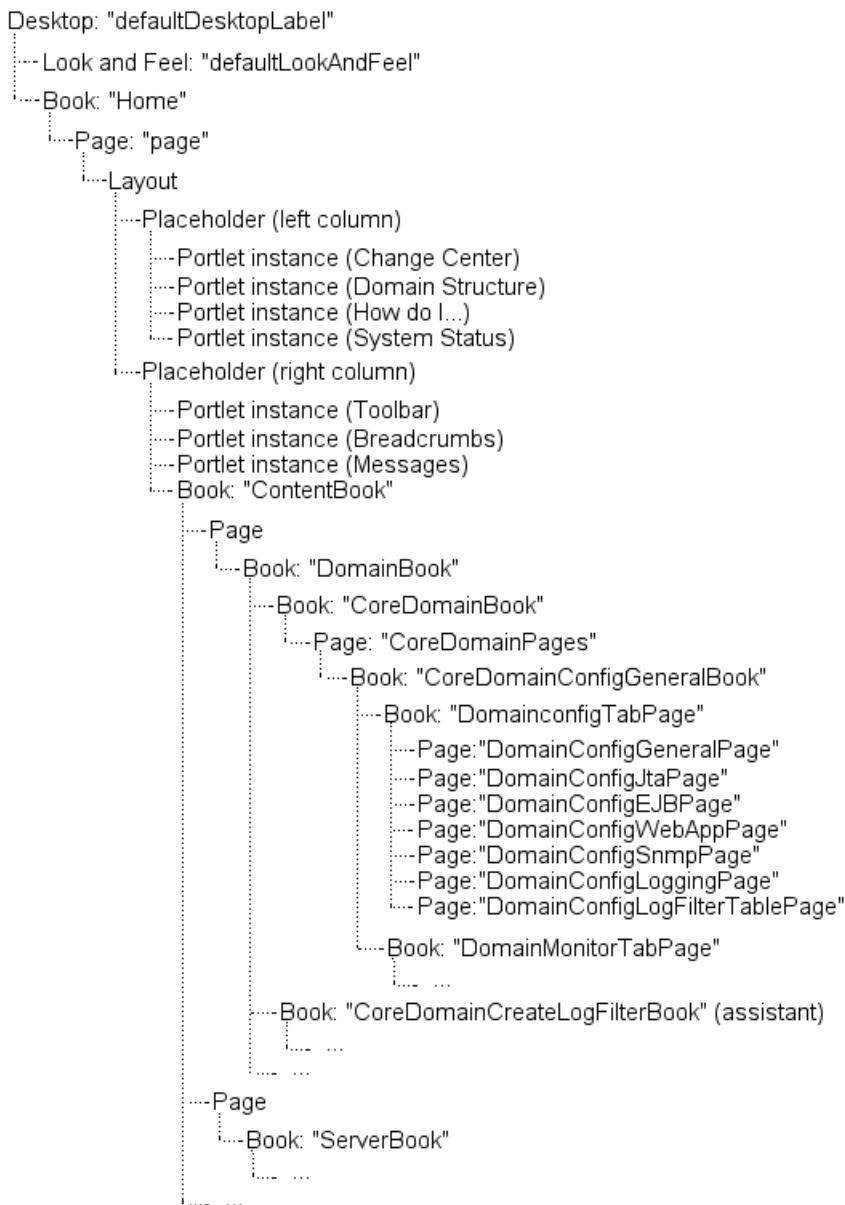 Desktop: "defaultDesktopLabel"
Look and Feel: "defaultLookAndFeel"
Book: "Home"
Page: "page"
Layout
Placeholder (left column)
Portlet instance (Change Center)
Portlet instance (Domain Structure)
Portlet instance (How do I...)
Portlet instance (System Status)
Placeholder (right column)
Portlet instance (Toolbar)
Portlet instance (Breadcrumbs)
Portlet instance (Messages)
Book: "ContentBook"
Page
Book: "DomainBook"
Book: "CoreDomainBook"
Page: "CoreDomainPages"
Book: "CoreDomainConfigGeneralBook"
Book: "DomainconfigTabPage"
Page:"DomainConfigGeneralPage"
Page:"DomainConfigJtaPage"
Page:"DomainConfigEJBPage"
Page:"DomainConfigWebAppPage"
Page:"DomainConfigSnmpPage"
Page:"DomainConfigLoggingPage"
Page:"DomainConfigLogFilterTablePage"
Book: "DomainMonitorTabPage"
...
Book: "CoreDomainCreateLogFilterBook" (assistant)
...
...
Page
Book: "ServerBook"
...
...